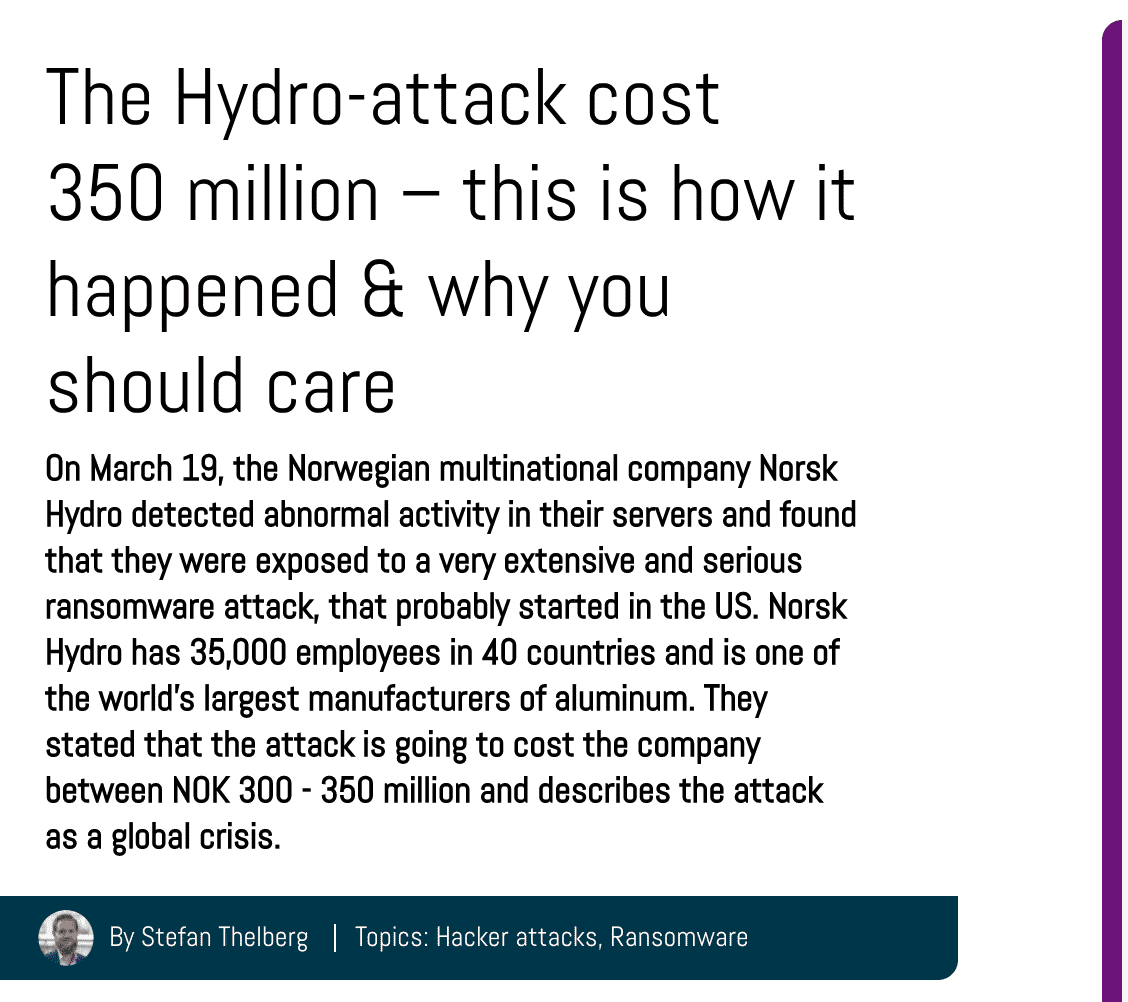 The Hydro-attack cost
350 million – this is how it
happened & why you
should care
On March 19, the Norwegian multinational company Norsk
Hydro detected abnormal activity in their servers and found
that they were exposed to a very extensive and serious
ransomware attack, that probably started in the US. Norsk
Hydro has 35,000 employees in 40 countries and is one of
the world's largest manufacturers of aluminum. They
stated that the attack is going to cost the company
between NOK 300 - 350 million and describes the attack
as a global crisis.
By Stefan Thelberg | Topics: Hacker attacks, Ransomware